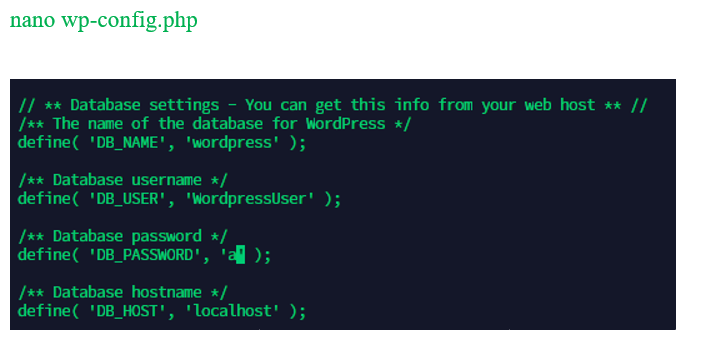 nano wp-config.php
// ** Database settings - You can get this info from your web host ** //
/** The name of the database for WordPress */
define( 'DB_NAME', 'wordpress' );
/** Database username */
define( 'DB_USER', 'WordpressUser' );
/** Database password */
define( 'DB_PASSWORD', 'a' );
/** Database hostname */
define( 'DB_HOST', 'localhost' );